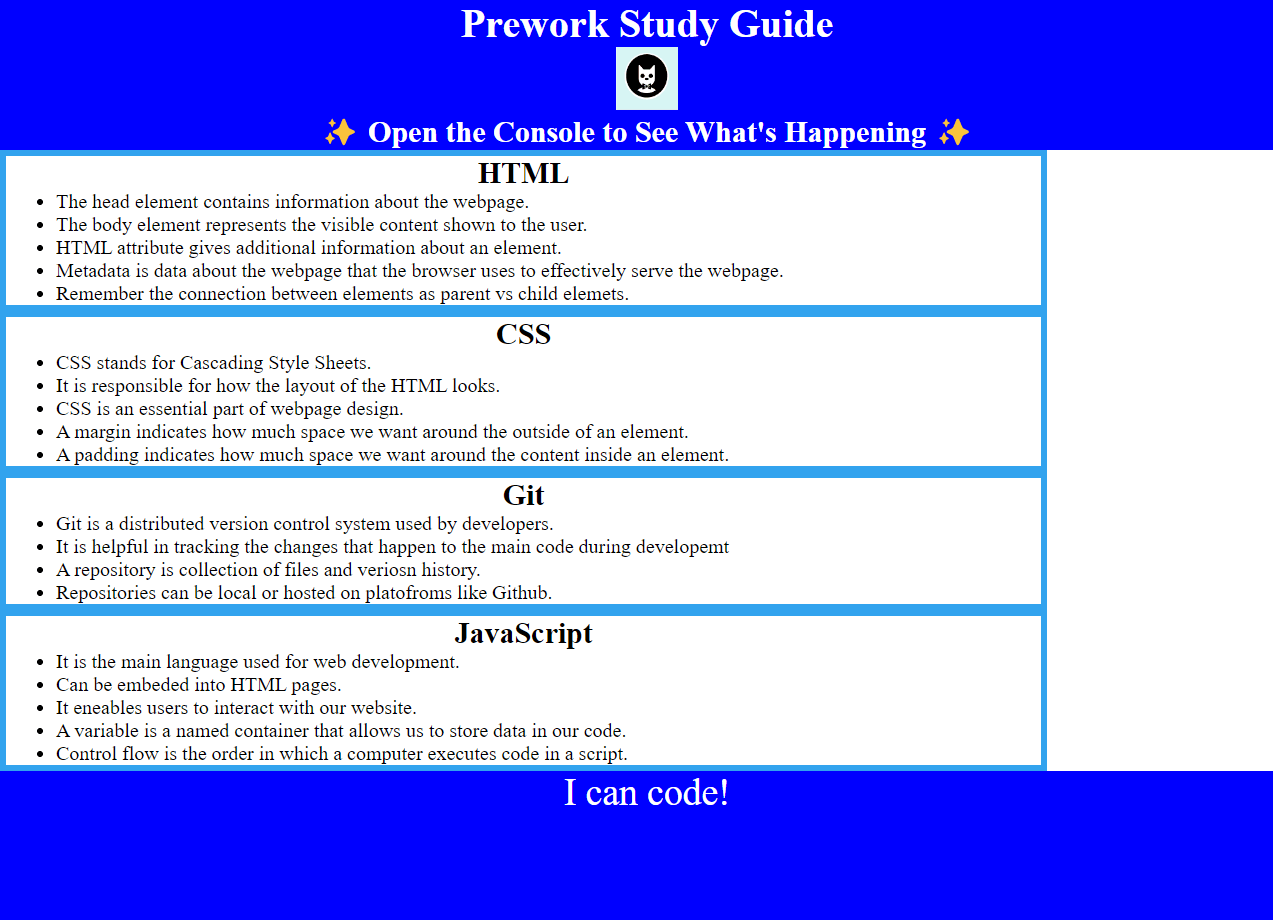 Prework Study Guide
✨ Open the Console to See What's Happening ✨
HTML
• The head element contains information about the webpage.
• The body element represents the visible content shown to the user.
• HTML attribute gives additional information about an element.
• Metadata is data about the webpage that the browser uses to effectively serve the webpage.
• Remember the connection between elements as parent vs child elemets.
CSS
• CSS stands for Cascading Style Sheets.
• It is responsible for how the layout of the HTML looks.
• CSS is an essential part of webpage design.
• A margin indicates how much space we want around the outside of an element.
• A padding indicates how much space we want around the content inside an element.
Git
• Git is a distributed version control system used by developers.
• It is helpful in tracking the changes that happen to the main code during developemt
• A repository is collection of files and veriosn history.
• Repositories can be local or hosted on platofroms like Github.
JavaScript
• It is the main language used for web development.
• Can be embeded into HTML pages.
• It eneables users to interact with our website.
• A variable is a named container that allows us to store data in our code.
• Control flow is the order in which a computer executes code in a script.
I can code!